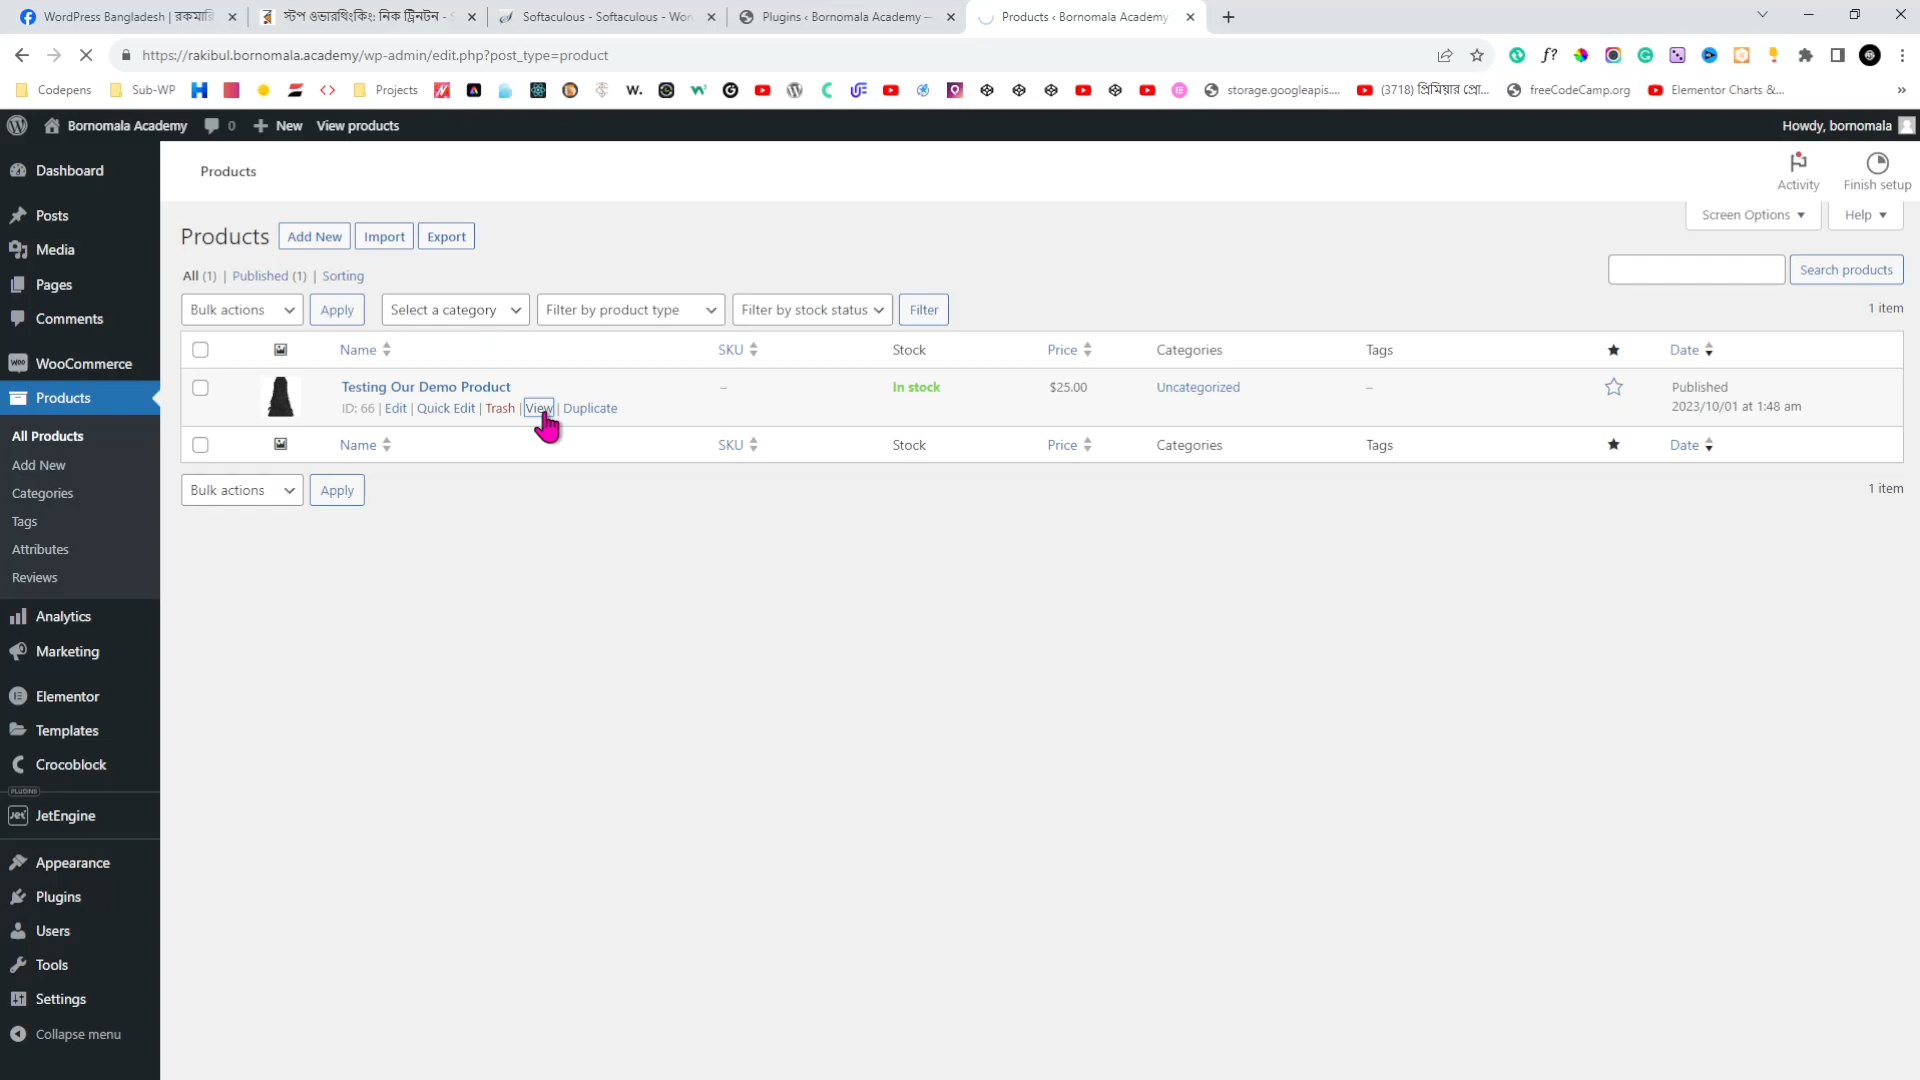 WordPress Bangladesh | রকমারি
স্টপ ওভারথিংকিং: নিক ট্রিনটন - S
Softaculous - Softaculous - Wor
Plugins ‹ Bornomala Academy —
Products ‹ Bornomala Academy
https://rakibul.bornomala.academy/wp-admin/edit.php?post_type=product
Codepens
Sub-WP
Projects
storage.googleapis....
(3718) প্রিমিয়ার প্রো...
freeCodeCamp.org
Elementor Charts &...
Bornomala Academy
0
New
View products
Howdy, bornomala
Dashboard
Posts
Media
Pages
Comments
WooCommerce
Products
All Products
Add New
Categories
Tags
Attributes
Reviews
Analytics
Marketing
Elementor
Templates
Crocoblock
PLUGINS
JetEngine
Appearance
Plugins
Users
Tools
Settings
Collapse menu
Products
Activity
Finish setup
Screen Options
Help
Products
Add New
Import
Export
All (1) | Published (1) | Sorting
Search products
Bulk actions
Apply
Select a category
Filter by product type
Filter by stock status
Filter
1 item
Name
SKU
Stock
Price
Categories
Tags
Date
Testing Our Demo Product
–
In stock
$25.00
Uncategorized
–
Published
2023/10/01 at 1:48 am
ID: 66 | Edit | Quick Edit | Trash | View | Duplicate
Name
SKU
Stock
Price
Categories
Tags
Date
Bulk actions
Apply
1 item